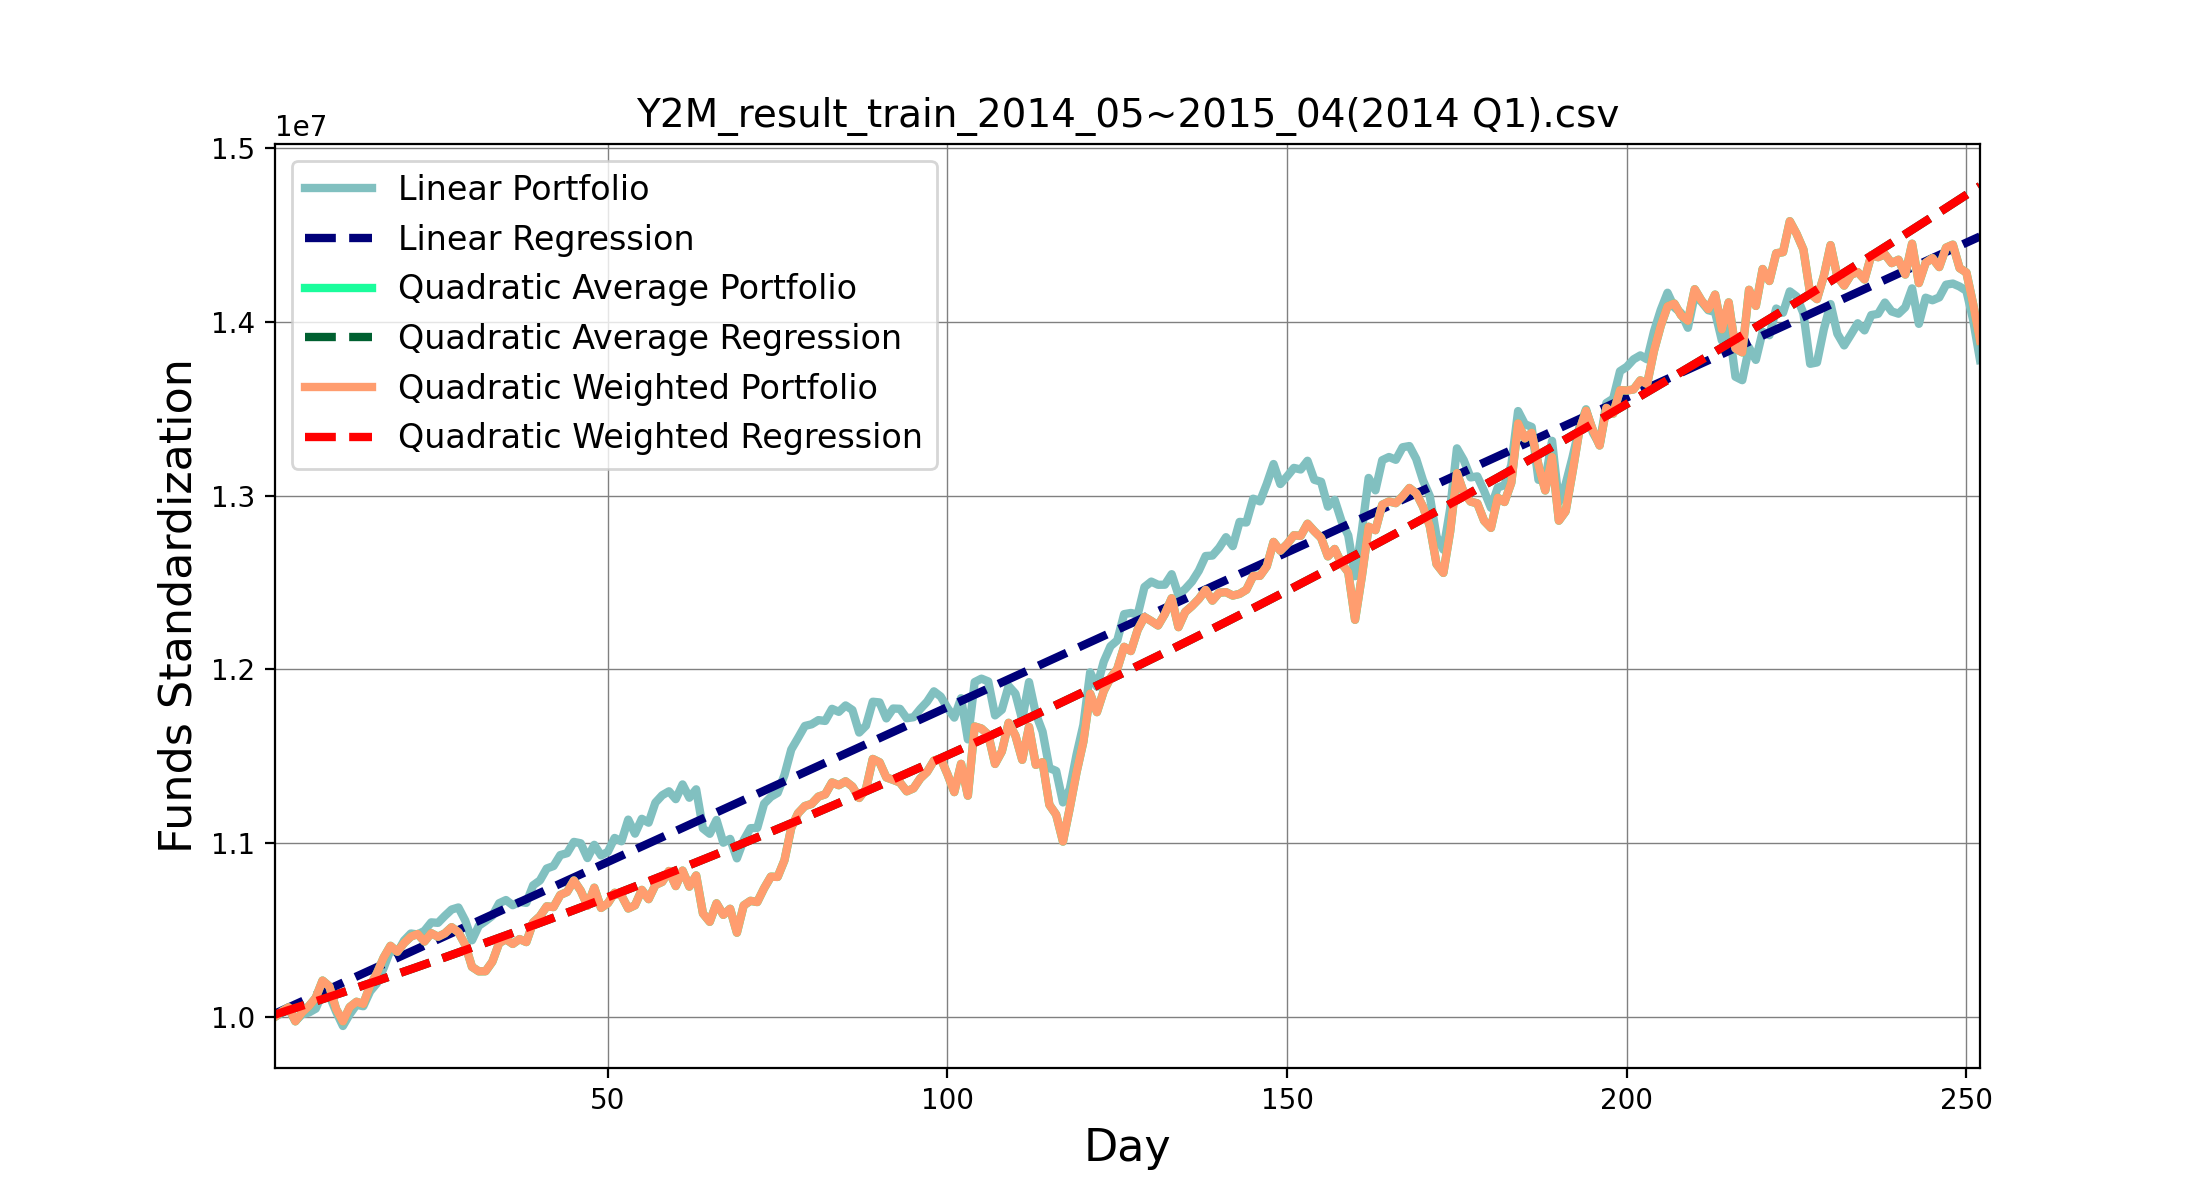 Y2M_result_train_2014_05~2015_04(2014 Q1).csv
1e7
1.5
1.4
1.3
1.2
1.1
1.0
Funds Standardization
Linear Portfolio
Linear Regression
Quadratic Average Portfolio
Quadratic Average Regression
Quadratic Weighted Portfolio
Quadratic Weighted Regression
50 100 150 200 250
Day